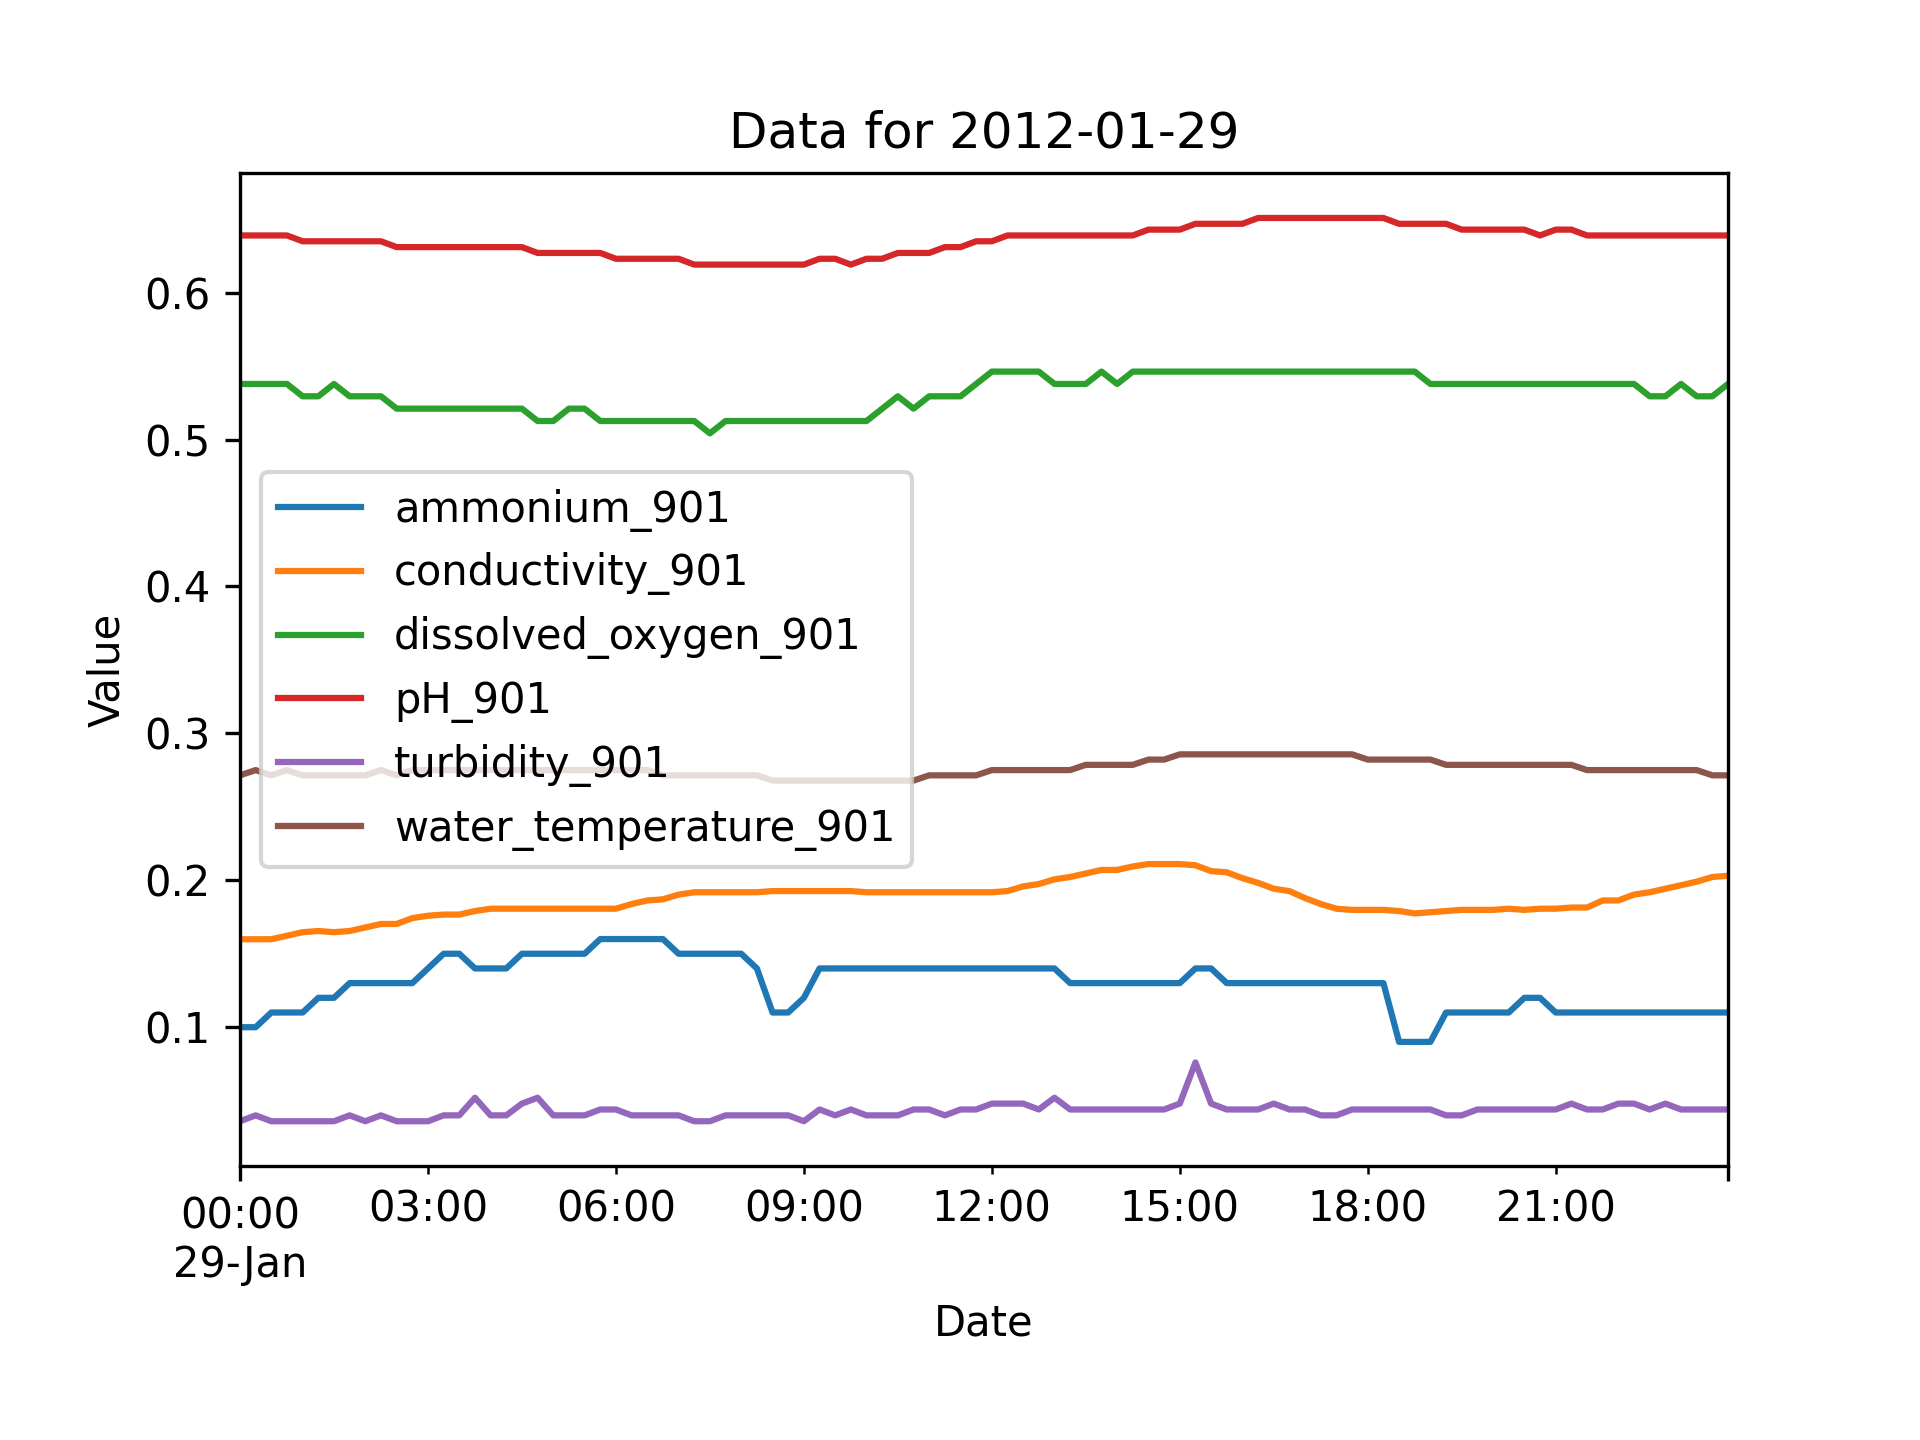 Data for 2012-01-29
0.6
0.5
0.4
0.3
0.2
0.1
Value
ammonium_901
conductivity_901
dissolved_oxygen_901
pH_901
turbidity_901
water_temperature_901
00:00 03:00 06:00 09:00 12:00 15:00 18:00 21:00
29-Jan
Date